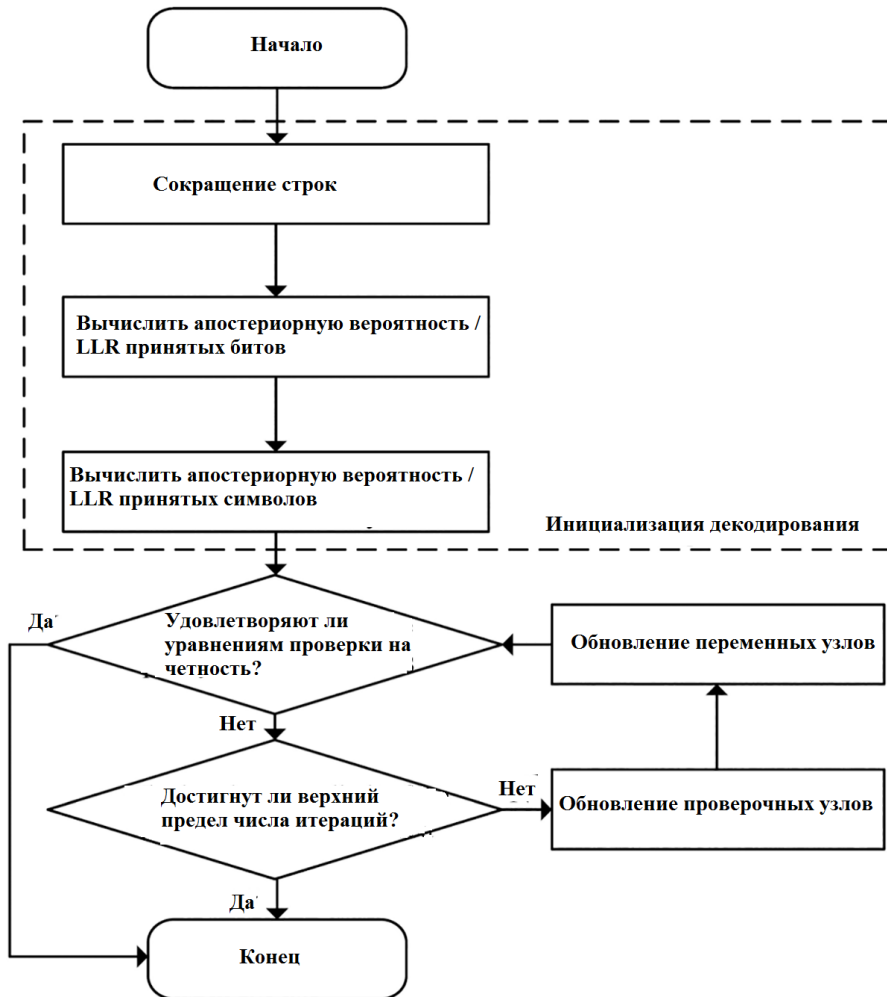 Начало
Сокращение строк
Вычислить апостериорную вероятность /
LLR принятых битов
Вычислить апостериорную вероятность /
LLR принятых символов
Инициализация декодирования
Да
Удовлетворяют ли
уравнениям проверки на
четность?
Обновление переменных узлов
Нет
Достигнут ли верхний
предел числа итераций?
Нет
Обновление проверочных узлов
Да
Конец